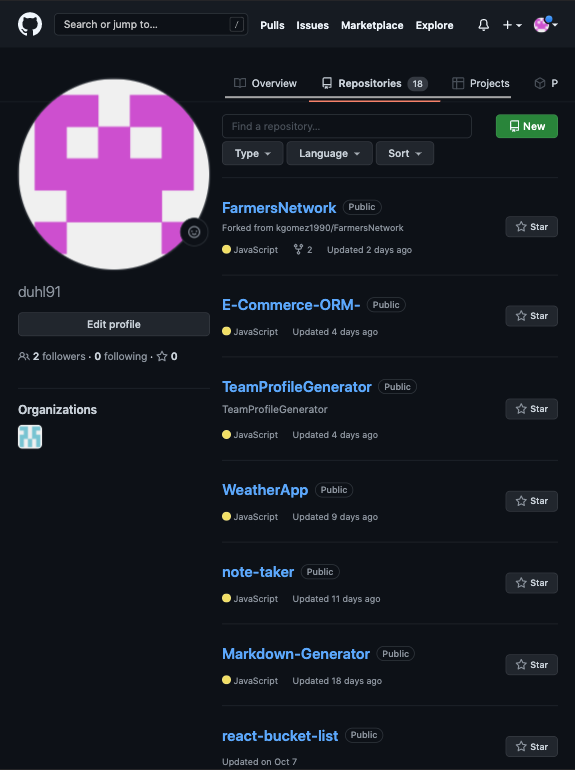 Search or jump to... /
Pulls Issues Marketplace Explore
Overview Repositories 18 Projects P
Find a repository...
New
Type Language Sort
FarmersNetwork Public
Forked from kgomez1990/FarmersNetwork
Star
JavaScript 2 Updated 2 days ago
duhl91
Edit profile
2 followers · 0 following · 0
Organizations
E-Commerce-ORM- Public
Star
JavaScript Updated 4 days ago
TeamProfileGenerator Public
TeamProfileGenerator
Star
JavaScript Updated 4 days ago
WeatherApp Public
Star
JavaScript Updated 9 days ago
note-taker Public
Star
JavaScript Updated 11 days ago
Markdown-Generator Public
Star
JavaScript Updated 18 days ago
react-bucket-list Public
Star
Updated on Oct 7